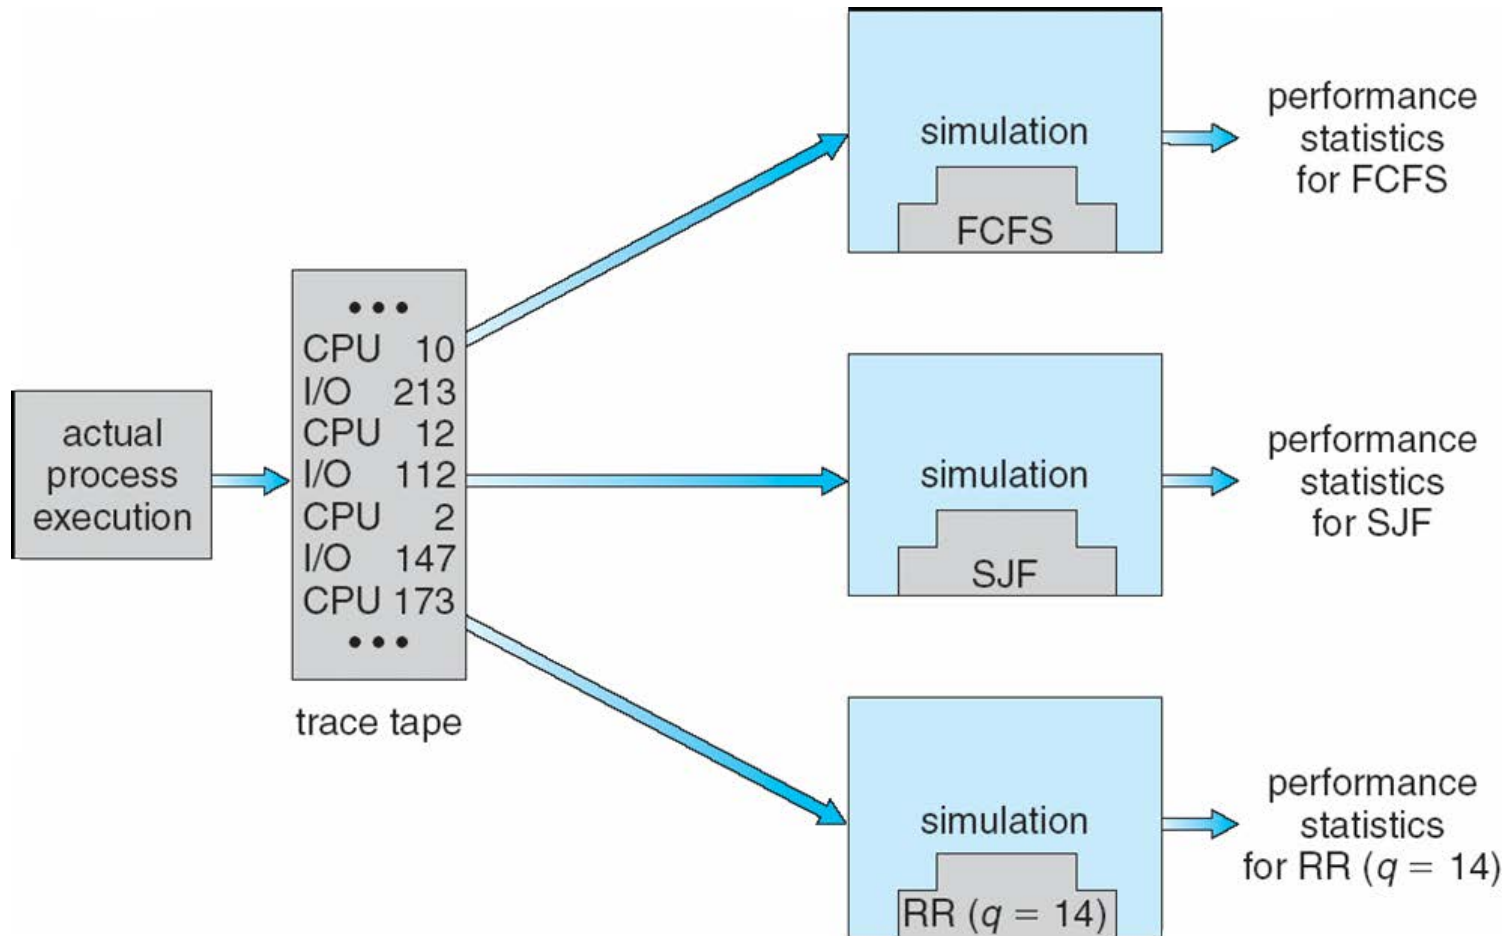 actual
process
execution
• • •
CPU 10
I/O 213
CPU 12
I/O 112
CPU 2
I/O 147
CPU 173
• • •
trace tape
simulation
FCFS
performance
statistics
for FCFS
simulation
SJF
performance
statistics
for SJF
simulation
RR (q = 14)
performance
statistics
for RR (q = 14)